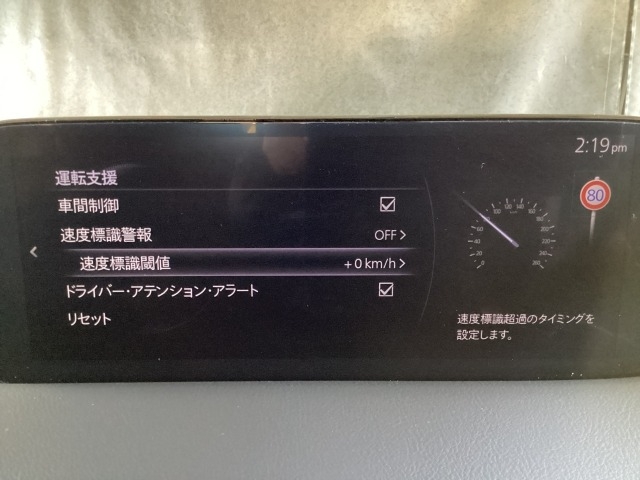 2:19pm
運転支援
車間制御
速度標識警報 OFF >
速度標識閾値 +0 km/h >
ドライバー・アテンション・アラート
リセット
80
速度標識超過のタイミングを
設定します。